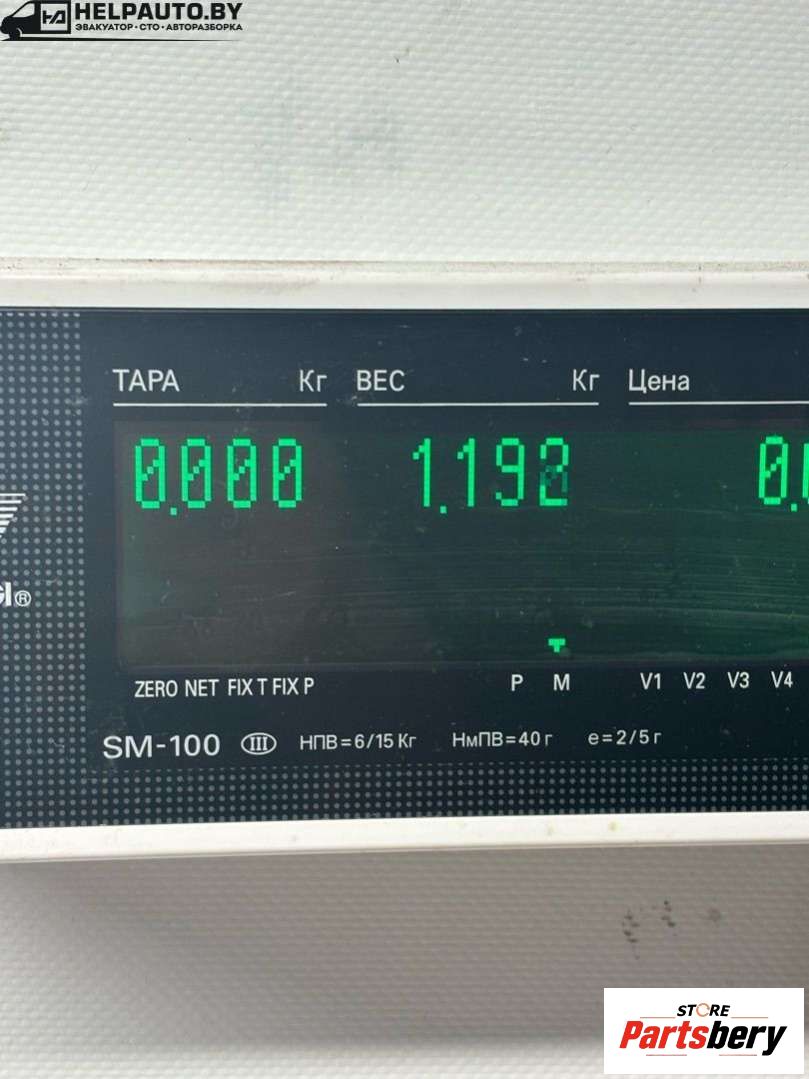 HELPAUTO.BY
ЭВАКУАТОР·СТО·АВТОРАЗБОРКА
ТАРА Кг ВЕС Кг Цена
0.000 1.19
ZERO NET FIX T FIX P P M V1 V2 V3 V4
SM-100 III НПВ=6/15 Кг НмПВ=40 г e=2/5 г
STORE
Partsbery